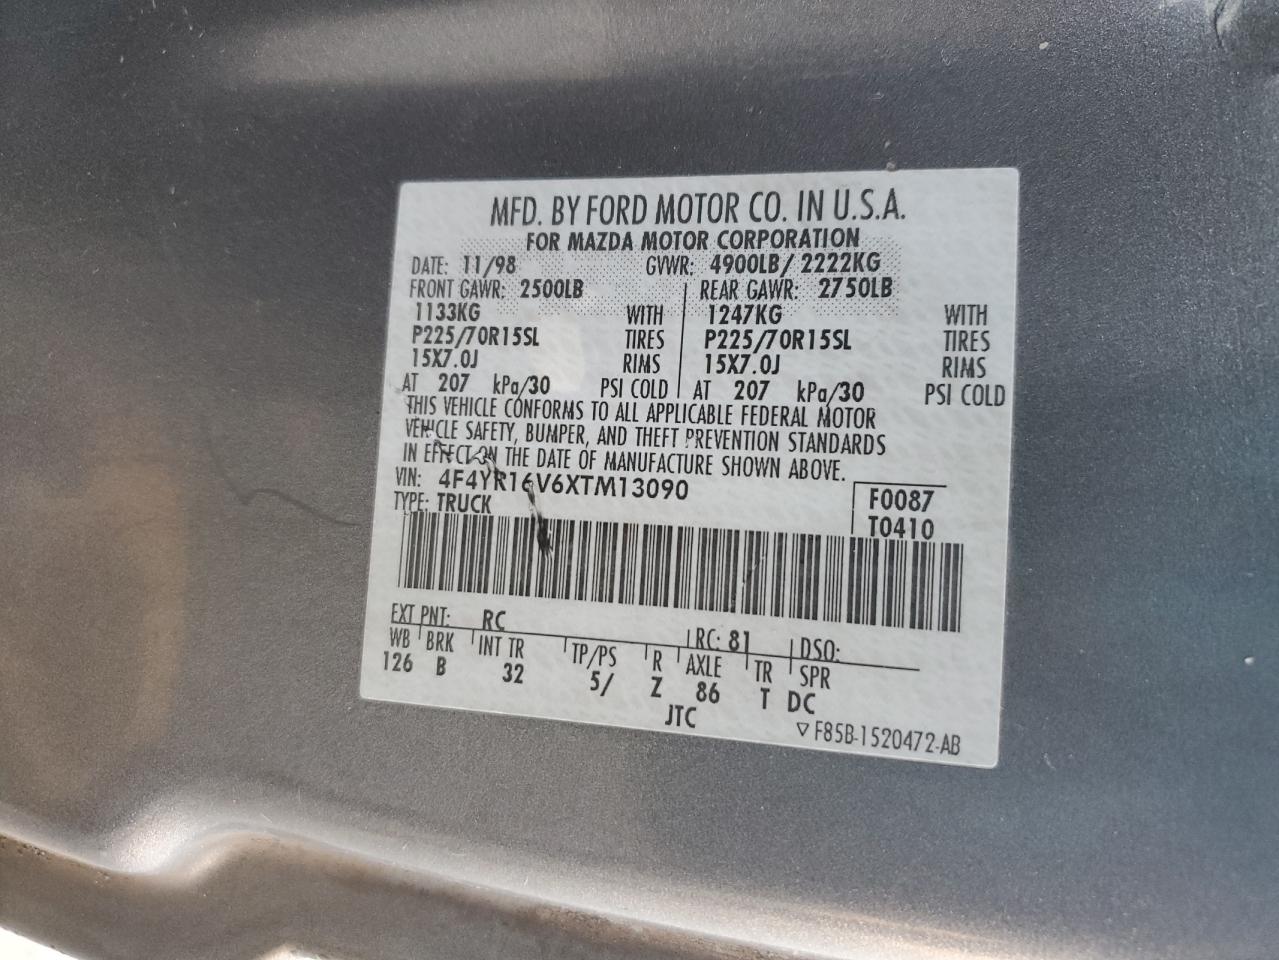 MFD. BY FORD MOTOR CO. IN U.S.A.
FOR MAZDA MOTOR CORPORATION
DATE: 11/98 GVWR: 4900LB/ 2222KG
FRONT GAWR: 2500LB REAR GAWR: 2750LB
1133KG WITH 1247KG WITH
P225/70R15SL TIRES P225/70R15SL TIRES
15X7.0J RIMS 15X7.0J RIMS
AT 207 kPa/30 PSI COLD AT 207 kPa/30 PSI COLD
THIS VEHICLE CONFORMS TO ALL APPLICABLE FEDERAL MOTOR
VEHICLE SAFETY, BUMPER, AND THEFT PREVENTION STANDARDS
IN EFFECT ON THE DATE OF MANUFACTURE SHOWN ABOVE.
VIN: 4F4YR16V6XTM13090 F0087
TYPE: TRUCK T0410
EXT PNT: RC RC: 81 DSO:
WB BRK INT TR TP/PS R AXLE TR SPR
126 B 32 5/ Z 86 T DC
JTC ▽ F85B-1520472-AB